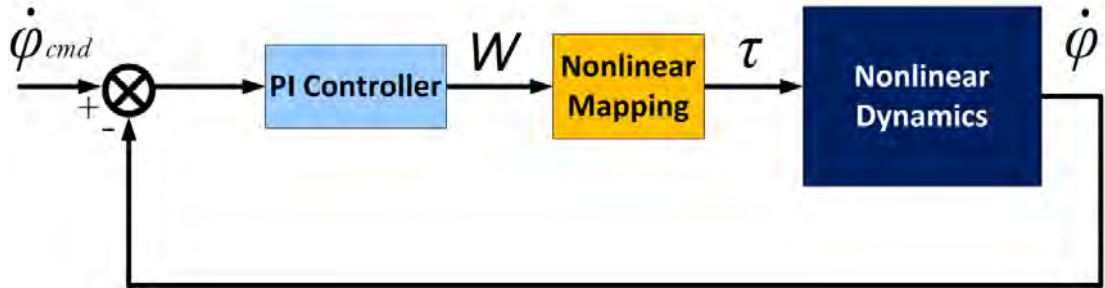 φ̇cmd
+
-
PI Controller
W
Nonlinear
Mapping
τ
Nonlinear
Dynamics
φ̇